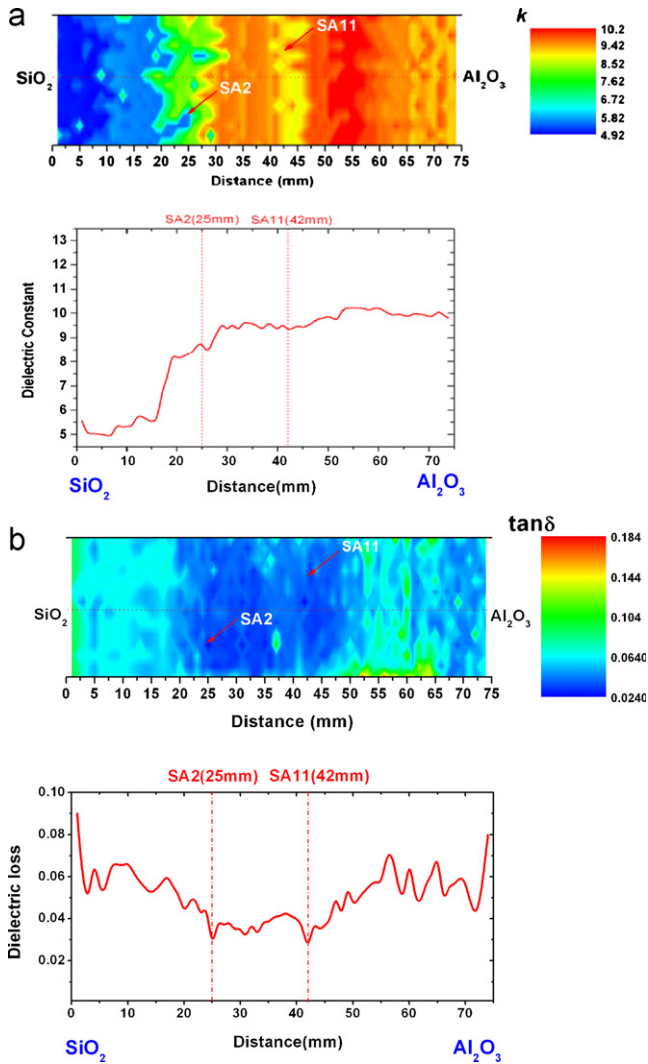 a
k
SA11
SiO2
Al2O3
SA2
10.2
9.42
8.52
7.62
6.72
5.82
4.92
0 5 10 15 20 25 30 35 40 45 50 55 60 65 70 75
Distance (mm)
SA2(25mm) SA11(42mm)
13
12
11
10
9
8
7
6
5
Dielectric Constant
0 10 20 30 40 50 60 70
SiO2 Distance(mm) Al2O3
b
tanδ
SA11
SiO2
Al2O3
SA2
0.184
0.144
0.104
0.0640
0.0240
0 5 10 15 20 25 30 35 40 45 50 55 60 65 70 75
Distance (mm)
SA2(25mm) SA11(42mm)
0.10
0.08
0.06
0.04
0.02
Dielectric loss
0 10 20 30 40 50 60 70
SiO2 Distance(mm) Al2O3